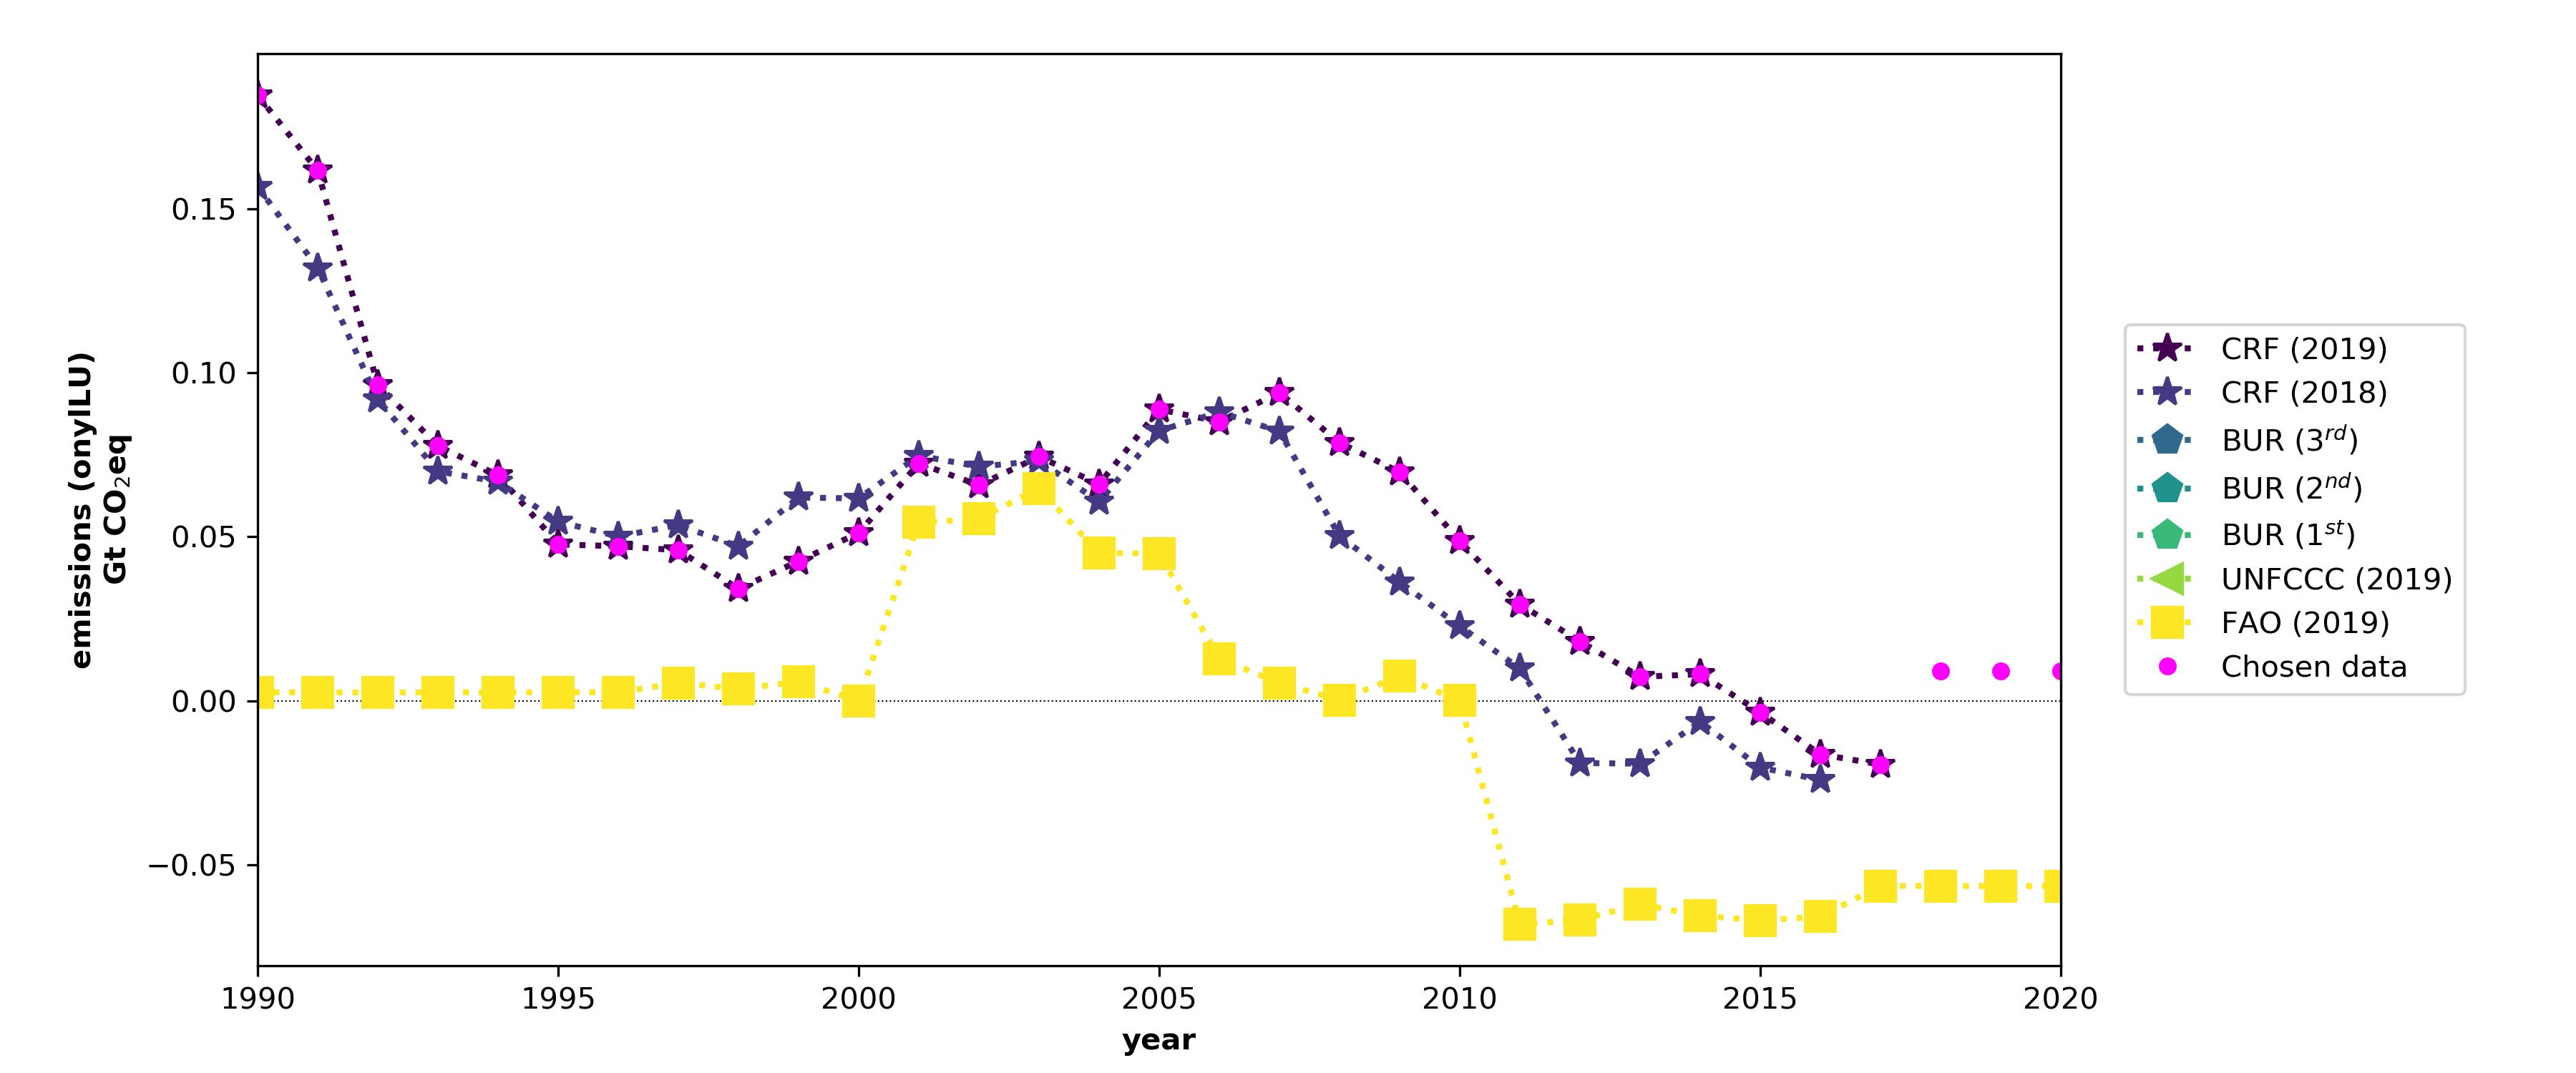 emissions (onylLU)
Gt CO₂eq
0.15
0.10
0.05
0.00
−0.05
1990 1995 2000 2005 2010 2015 2020
year
CRF (2019)
CRF (2018)
BUR (3ʳᵈ)
BUR (2ⁿᵈ)
BUR (1ˢᵗ)
UNFCCC (2019)
FAO (2019)
Chosen data